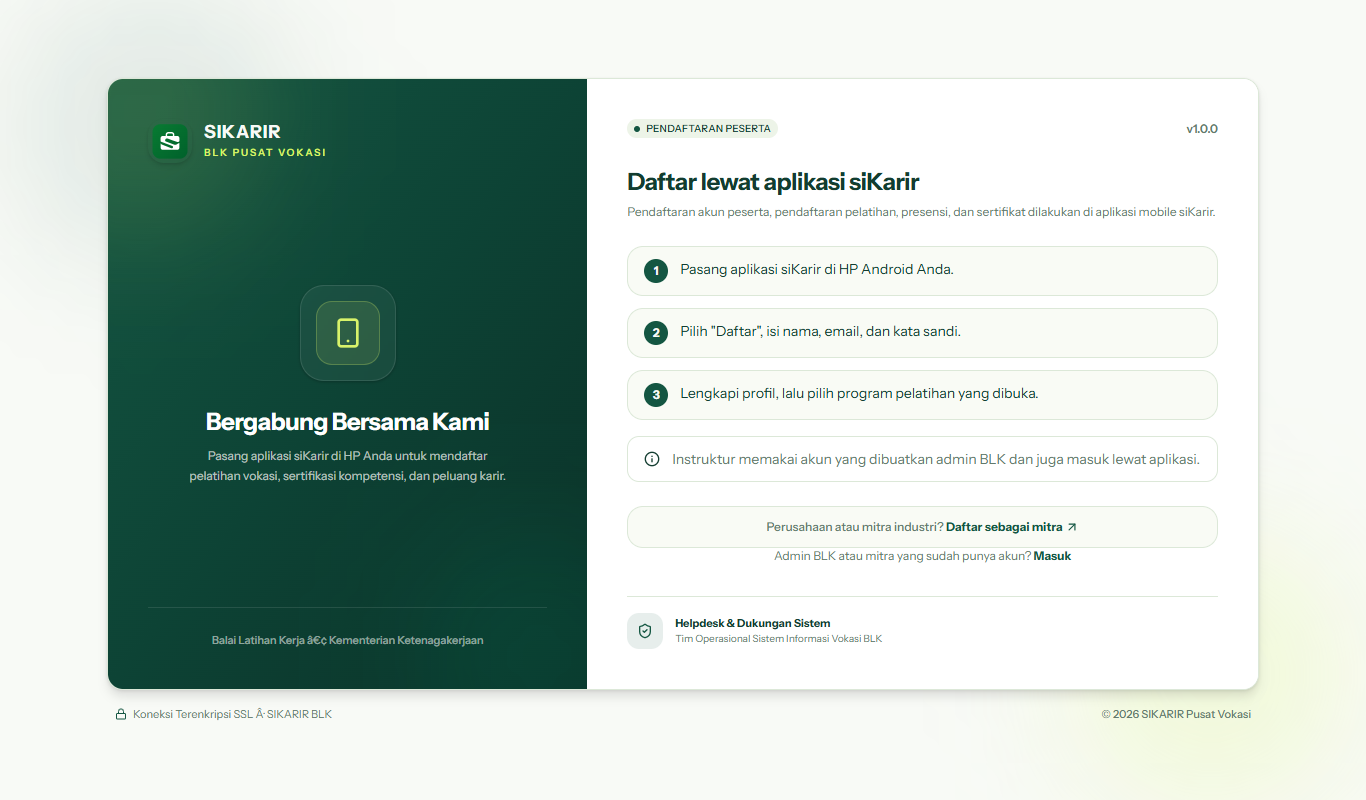 SIKARIR
BLK PUSAT VOKASI
Bergabung Bersama Kami
Pasang aplikasi siKarir di HP Anda untuk mendaftar
pelatihan vokasi, sertifikasi kompetensi, dan peluang karir.
Balai Latihan Kerja â€¢ Kementerian Ketenagakerjaan
PENDAFTARAN PESERTA
v1.0.0
Daftar lewat aplikasi siKarir
Pendaftaran akun peserta, pendaftaran pelatihan, presensi, dan sertifikat dilakukan di aplikasi mobile siKarir.
1 Pasang aplikasi siKarir di HP Android Anda.
2 Pilih "Daftar", isi nama, email, dan kata sandi.
3 Lengkapi profil, lalu pilih program pelatihan yang dibuka.
Instruktur memakai akun yang dibuatkan admin BLK dan juga masuk lewat aplikasi.
Perusahaan atau mitra industri? Daftar sebagai mitra
Admin BLK atau mitra yang sudah punya akun? Masuk
Helpdesk & Dukungan Sistem
Tim Operasional Sistem Informasi Vokasi BLK
Koneksi Terenkripsi SSL Â· SIKARIR BLK
© 2026 SIKARIR Pusat Vokasi